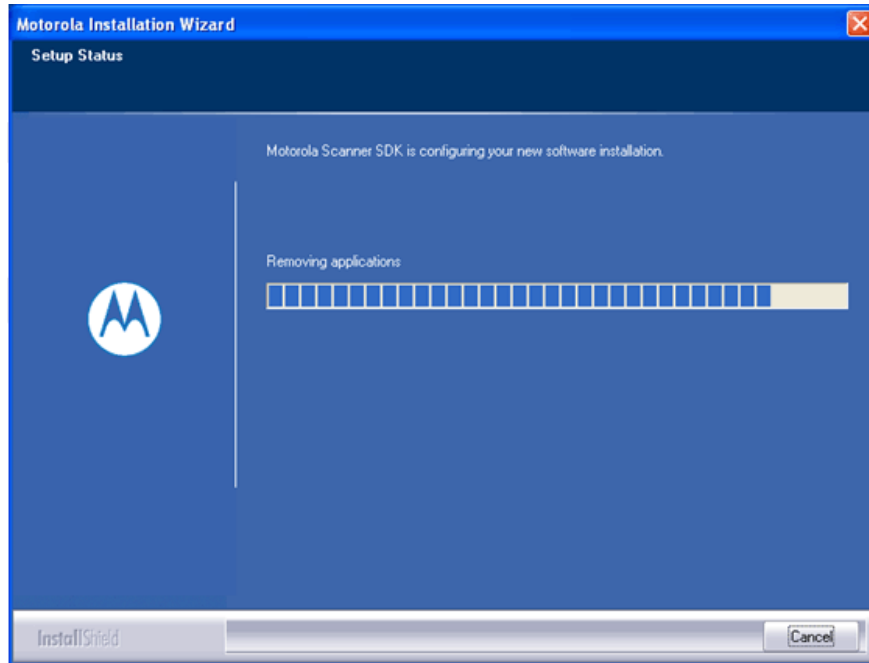 Motorola Installation Wizard
Setup Status
Motorola Scanner SDK is configuring your new software installation.
Removing applications
InstallShield
Cancel